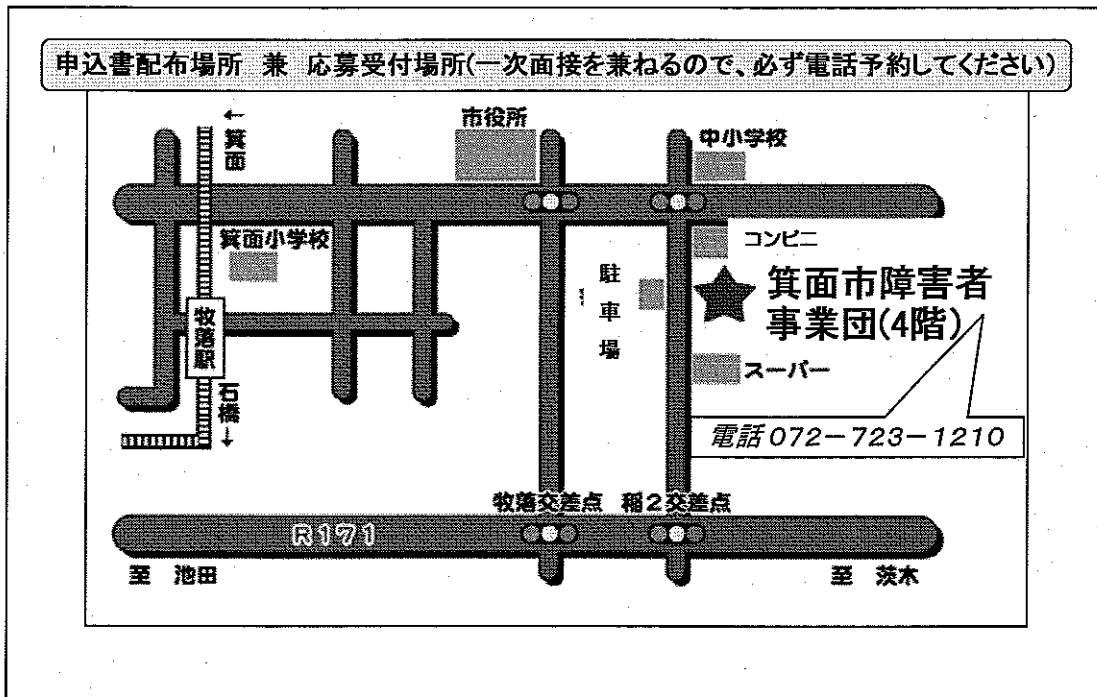 申込書配布場所 兼 応募受付場所(一次面接を兼ねるので、必ず電話予約してください)
←箕面
市役所
中小学校
箕面小学校
コンビニ
駐車場
箕面市障害者
事業団(4階)
牧落駅
スーパー
石橋→
電話072-723-1210
牧落交差点
稲2交差点
R171
至 池田
至 茨木